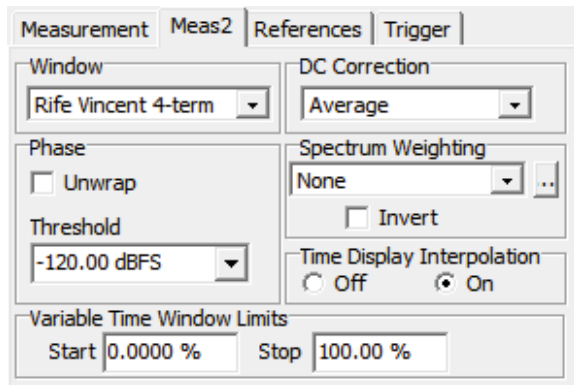 Measurement Meas2 References Trigger
Window
Rife Vincent 4-term
DC Correction
Average
Phase
Unwrap
Threshold
-120.00 dBFS
Spectrum Weighting
None
..
Invert
Time Display Interpolation
Off On
Variable Time Window Limits
Start 0.0000 % Stop 100.00 %